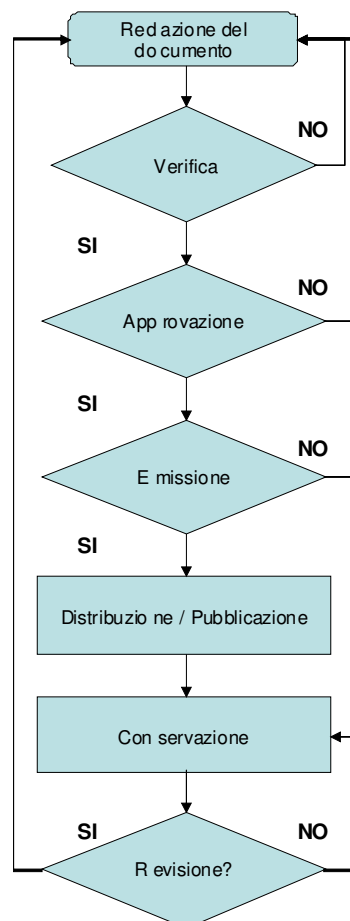 Redazione del
documento
NO
Verifica
SI
NO
Approvazione
SI
NO
Emissione
SI
Distribuzione / Pubblicazione
Conservazione
SI
NO
Revisione?